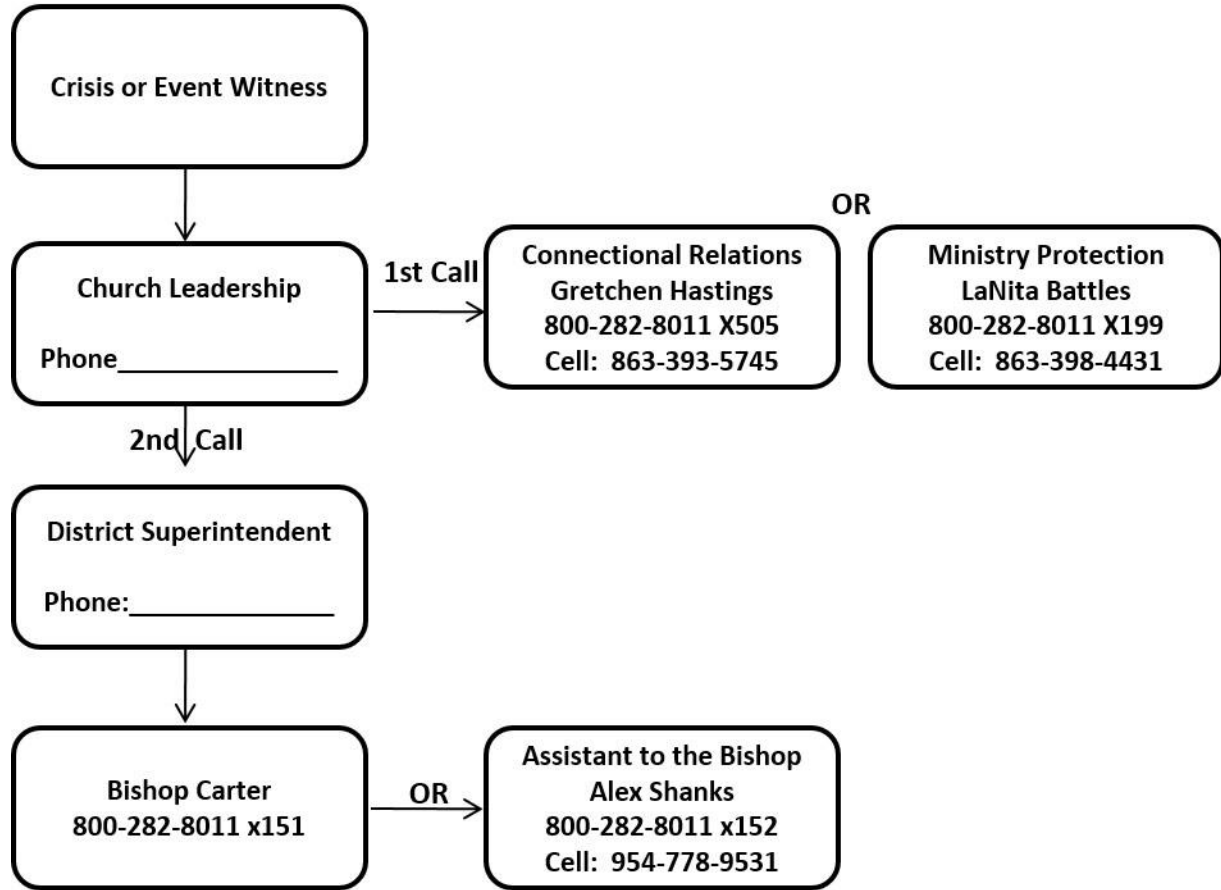 Crisis or Event Witness
Church Leadership
Phone________________
1st Call
Connectional Relations
Gretchen Hastings
800-282-8011 X505
Cell:  863-393-5745
OR
Ministry Protection
LaNita Battles
800-282-8011 X199
Cell:  863-398-4431
2nd  Call
District Superintendent
Phone:_______________
Bishop Carter
800-282-8011 x151
OR
Assistant to the Bishop
Alex Shanks
800-282-8011 x152
Cell:  954-778-9531